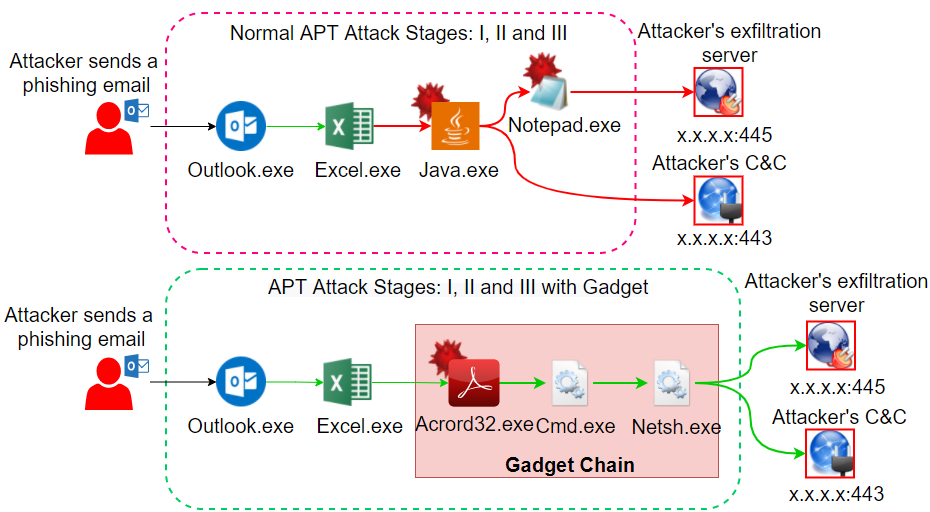 Normal APT Attack Stages: I, II and III
Attacker's exfiltration
server
Attacker sends a
phishing email
Outlook.exe
Excel.exe
Java.exe
Notepad.exe
x.x.x.x:445
Attacker's C&C
x.x.x.x:443
APT Attack Stages: I, II and III with Gadget
Attacker's exfiltration
server
Attacker sends a
phishing email
Outlook.exe
Excel.exe
Acrord32.exe
Cmd.exe
Netsh.exe
Gadget Chain
x.x.x.x:445
Attacker's C&C
x.x.x.x:443